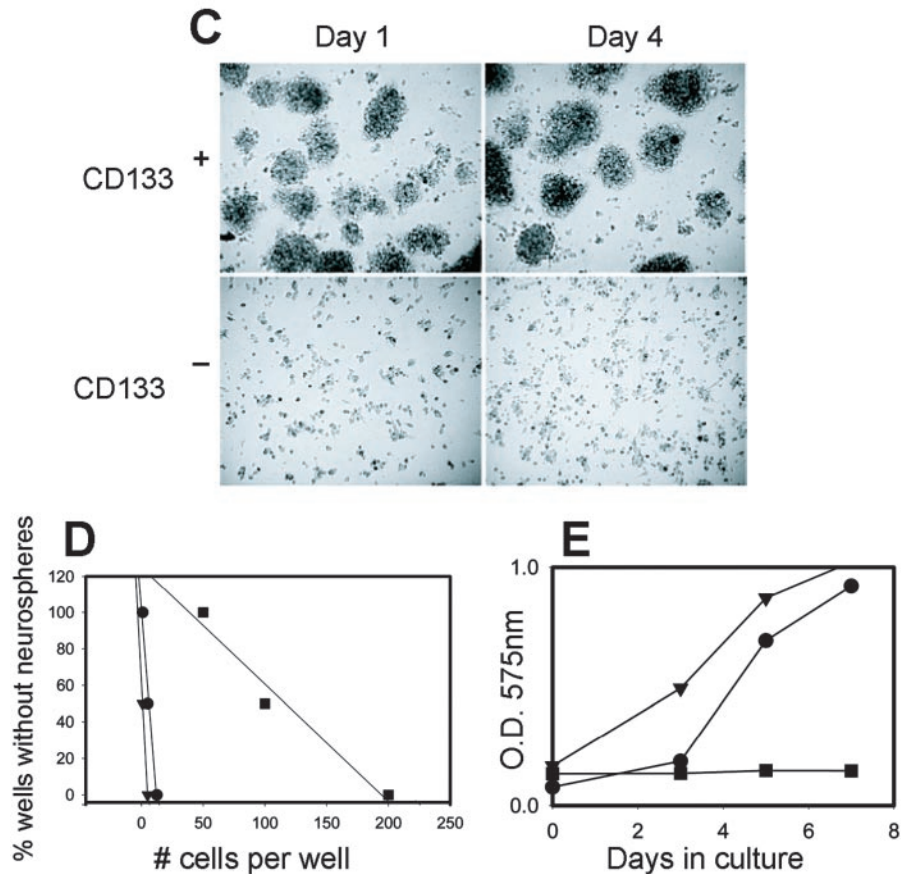 C
Day 1
Day 4
CD133
+
CD133
–
D
% wells without neurospheres
120
100
80
60
40
20
0
0
50
100
150
200
250
# cells per well
E
O.D. 575nm
1.0
0.0
0
2
4
6
8
Days in culture